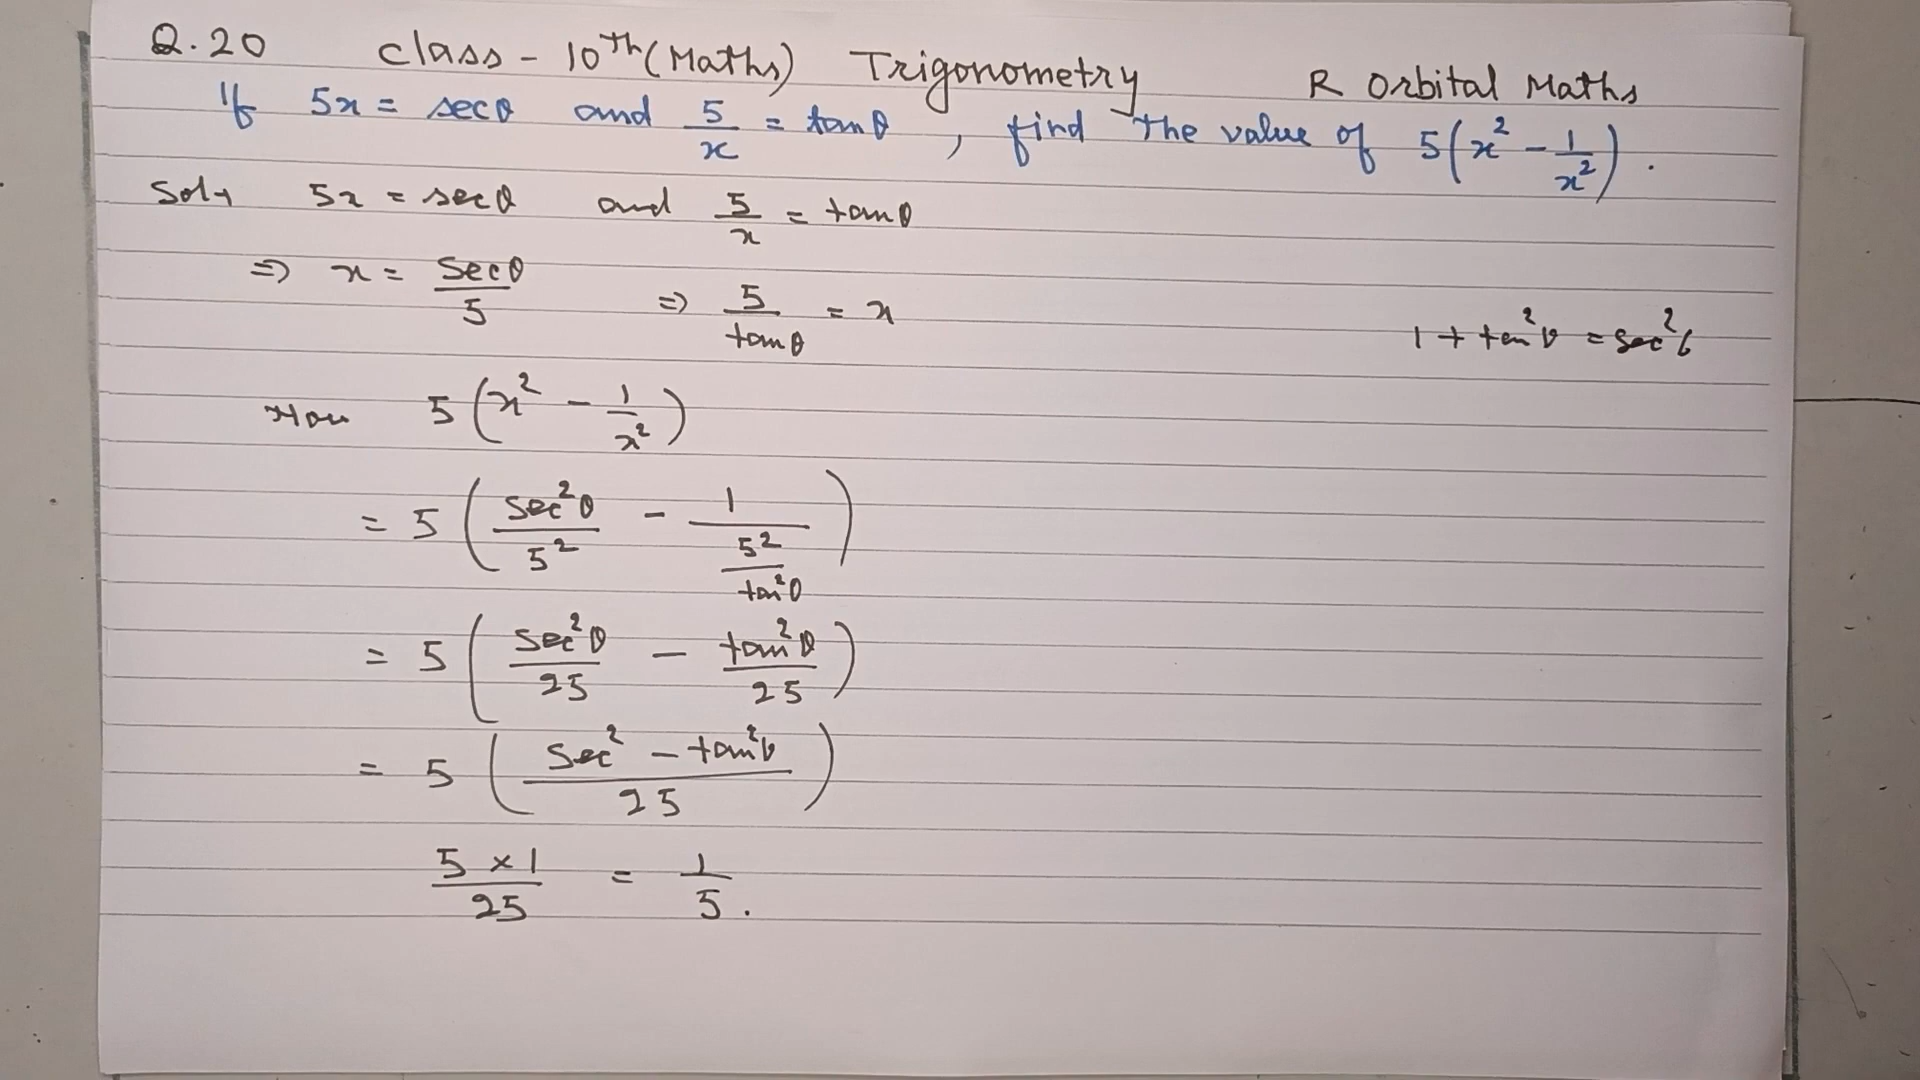 Q.20 Class - 10th (Maths) Trigonometry R Orbital Maths
If 5x = secθ and 5/x = tanθ, find the value of 5(x² - 1/x²).
Soln 5x = secθ and 5/x = tanθ
⇒ x = secθ/5 ⇒ 5/tanθ = x
1 + tan²θ = sec²θ
Now 5(x² - 1/x²)
= 5(sec²θ/5² - 1/(5²/tan²θ))
= 5(sec²θ/25 - tan²θ/25)
= 5((sec² - tan²θ)/25)
5×1/25 = 1/5.